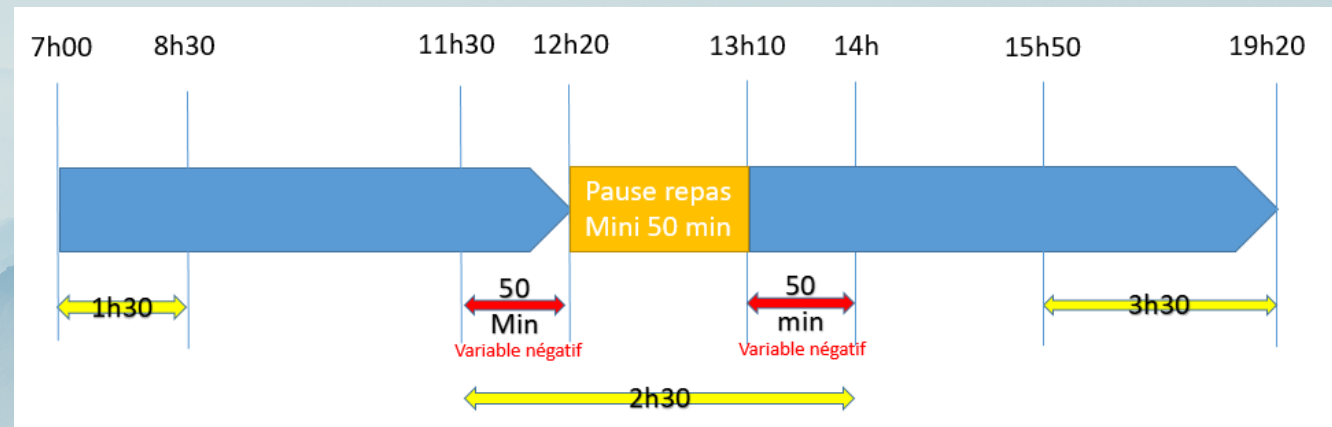 7h00 8h30 11h30 12h20 13h10 14h 15h50 19h20
Pause repas
Mini 50 min
1h30
50
Min
Variable négatif
50
min
Variable négatif
3h30
2h30